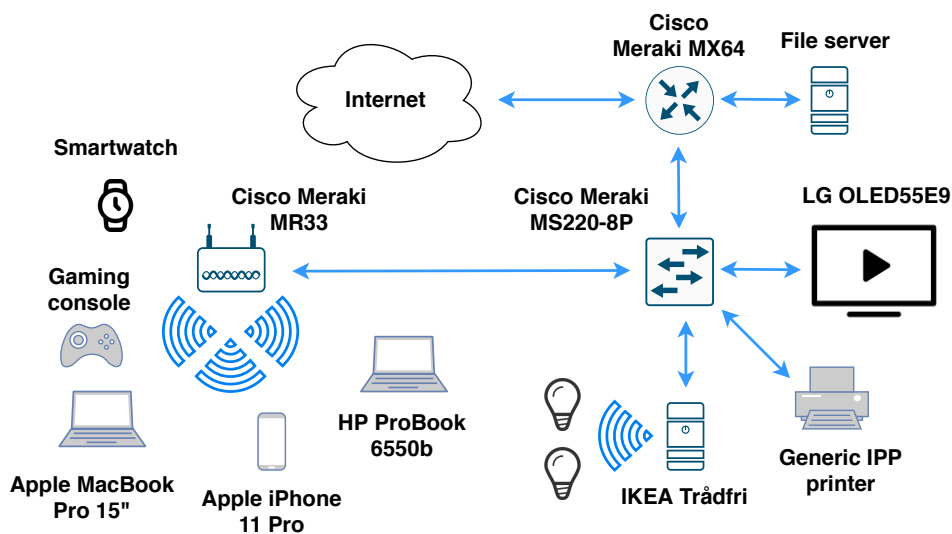 Cisco
Meraki MX64
File server
Internet
Smartwatch
Cisco Meraki
MR33
Cisco Meraki
MS220-8P
LG OLED55E9
Gaming
console
HP ProBook
6550b
Apple MacBook
Pro 15"
Apple iPhone
11 Pro
IKEA Trådfri
Generic IPP
printer